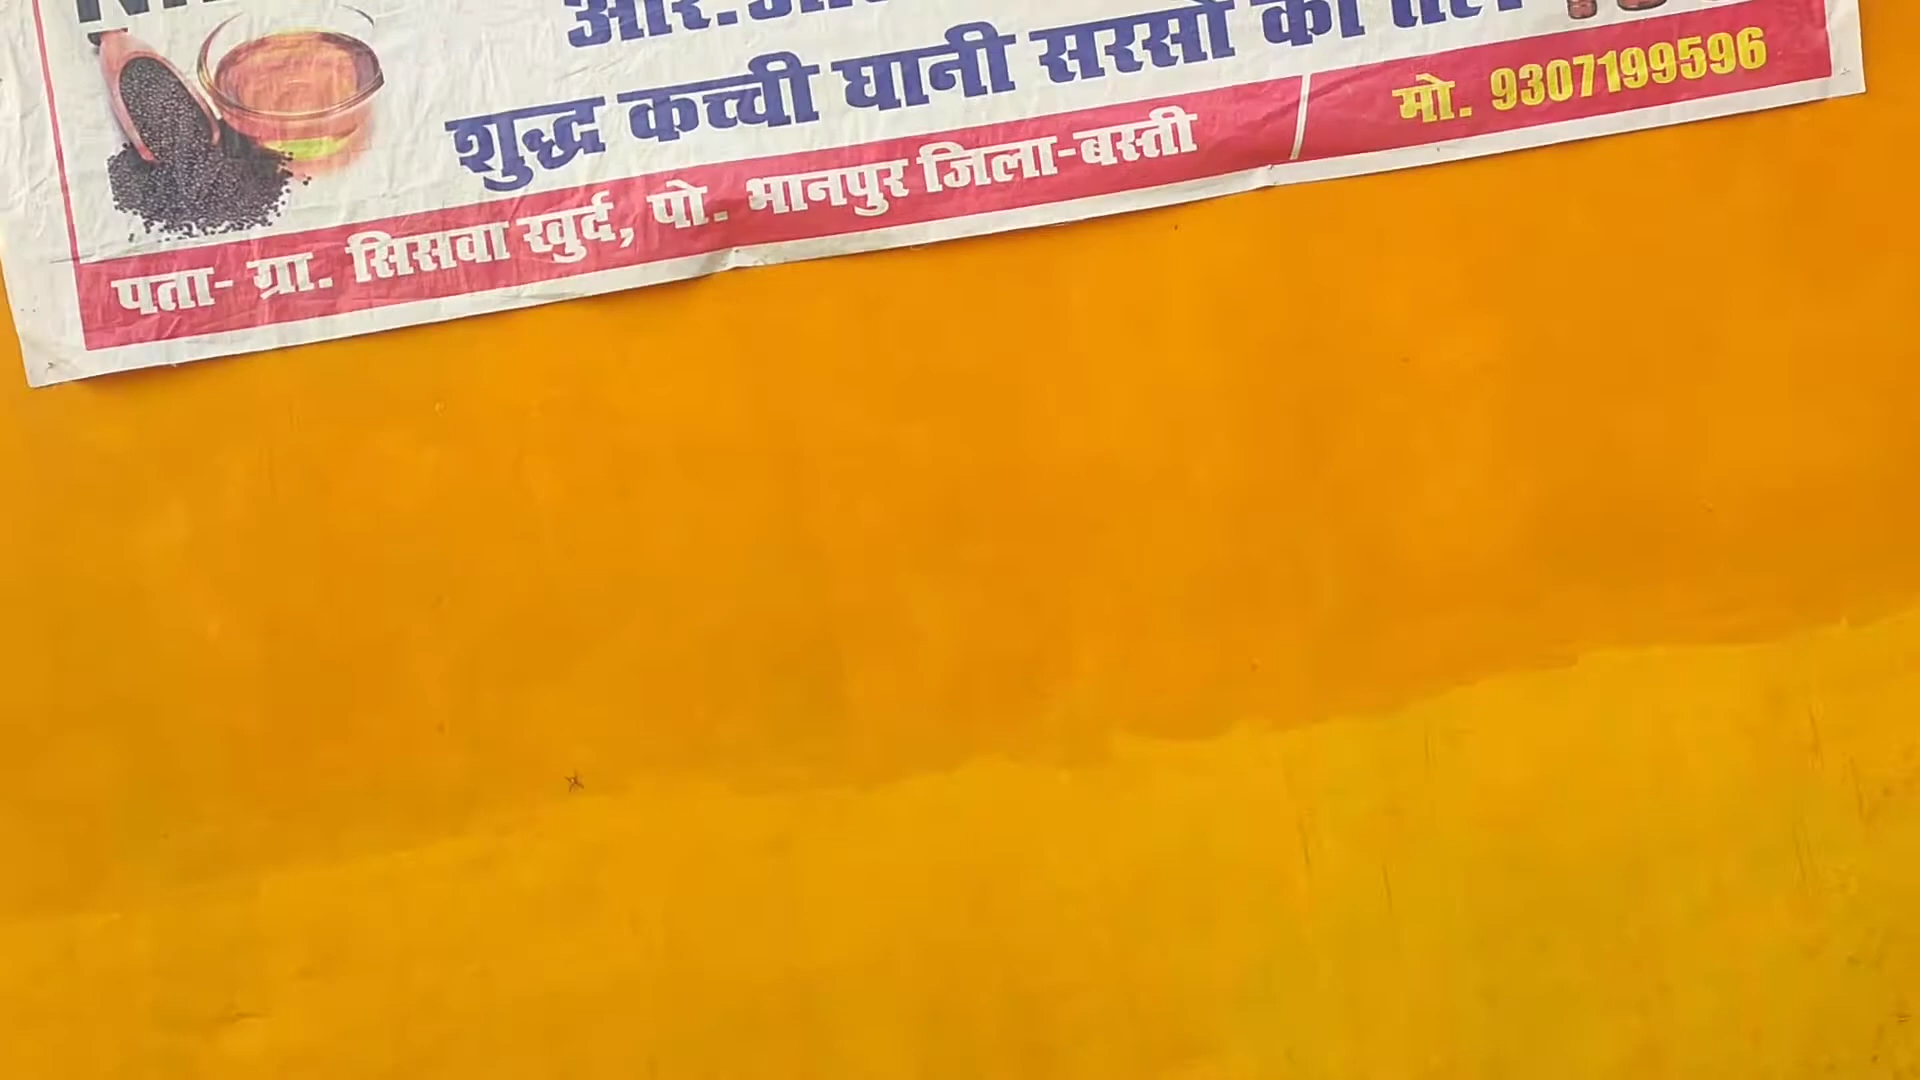 शुद्ध कच्ची घानी सरसों का तेल
पता- ग्रा. सिसवा खुर्द, पो. भानपुर जिला-बस्ती
मो. 9307199596